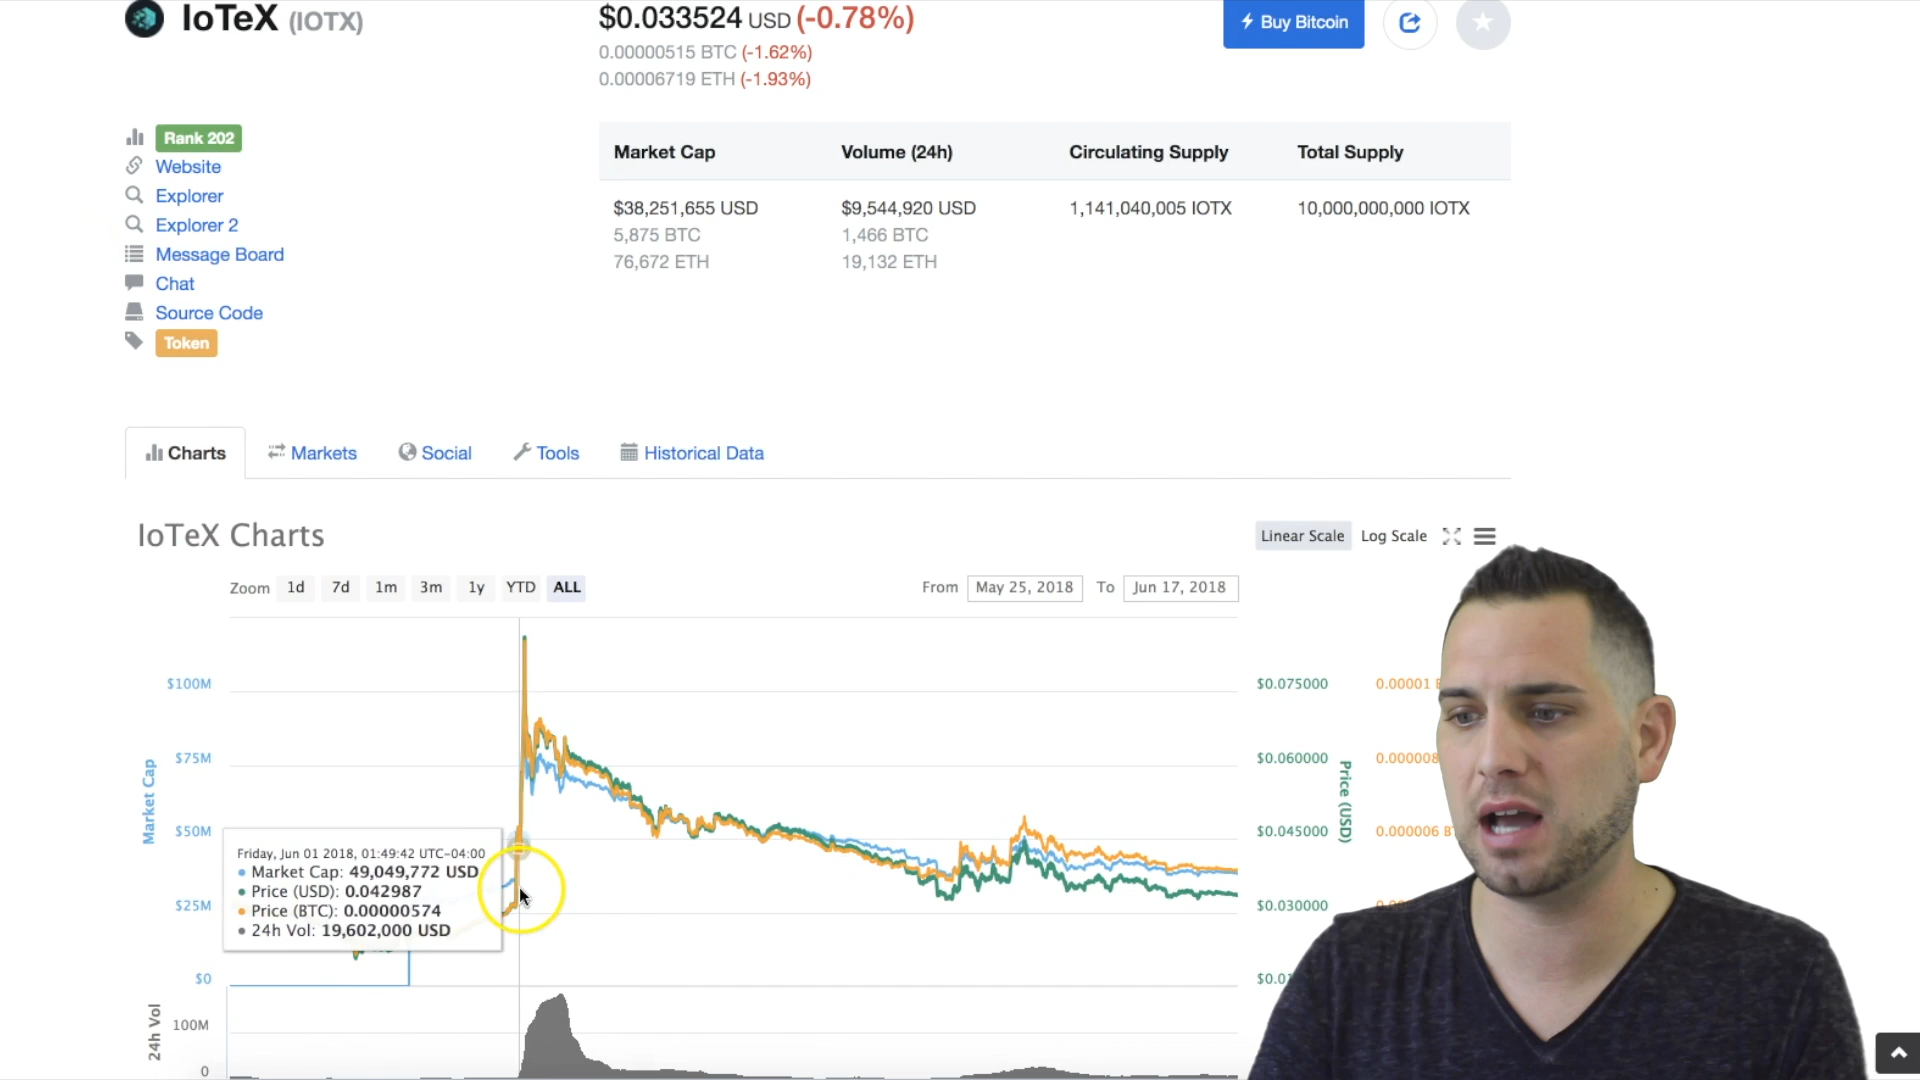 IoTeX (IOTX)
$0.033524 USD (-0.78%)
0.00000515 BTC (-1.62%)
0.00006719 ETH (-1.93%)
Buy Bitcoin
Rank 202
Website
Explorer
Explorer 2
Message Board
Chat
Source Code
Token
Market Cap Volume (24h) Circulating Supply Total Supply
$38,251,655 USD $9,544,920 USD 1,141,040,005 IOTX 10,000,000,000 IOTX
5,875 BTC 1,466 BTC
76,672 ETH 19,132 ETH
Charts Markets Social Tools Historical Data
IoTeX Charts
Linear Scale Log Scale
Zoom 1d 7d 1m 3m 1y YTD ALL
From May 25, 2018 To Jun 17, 2018
$100M
$75M
$50M
$25M
$0
Market Cap
Friday, Jun 01 2018, 01:49:42 UTC-04:00
Market Cap: 49,049,772 USD
Price (USD): 0.042987
Price (BTC): 0.00000574
24h Vol: 19,602,000 USD
$0.075000
$0.060000
$0.045000
$0.030000
Price (USD)
0.00001
0.000008
0.000006
24h Vol
100M
0